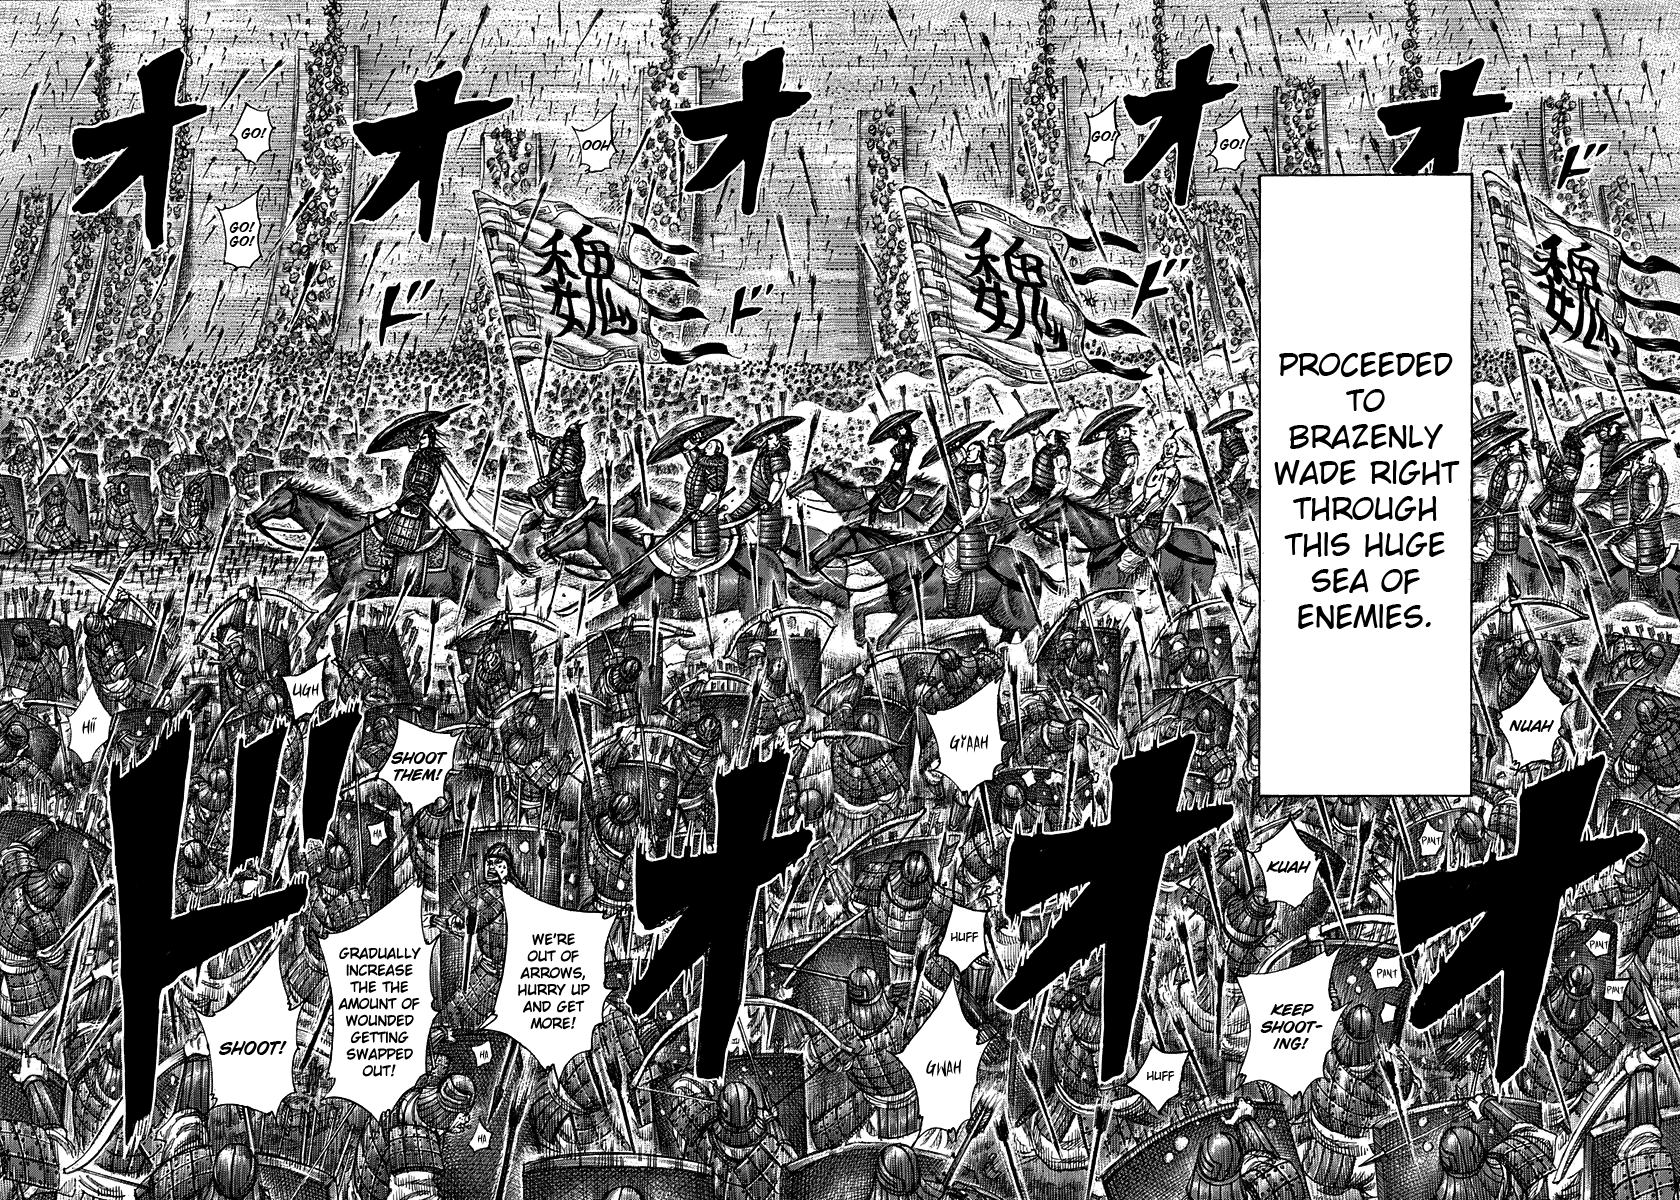 ド
オ
オ
オ
オ
オ
GO!
GO!
OOH
GO!
GO!
GO!
ド
ド
ド
魏
魏
魏
PROCEEDED
TO
BRAZENLY
WADE RIGHT
THROUGH
THIS HUGE
SEA OF
ENEMIES.
NUAH
GYAAH
UGH
HII
SHOOT
THEM!
ド
オ
オ
オ
PANT
KUAH
HA
PANT
PANT
PANT
HUFF
KEEP
SHOOT-
ING!
HUFF
GWAH
WE'RE
OUT OF
ARROWS,
HURRY UP
AND GET
MORE!
HA
HA
GRADUALLY
INCREASE
THE THE
AMOUNT OF
WOUNDED
GETTING
SWAPPED
OUT!
SHOOT!